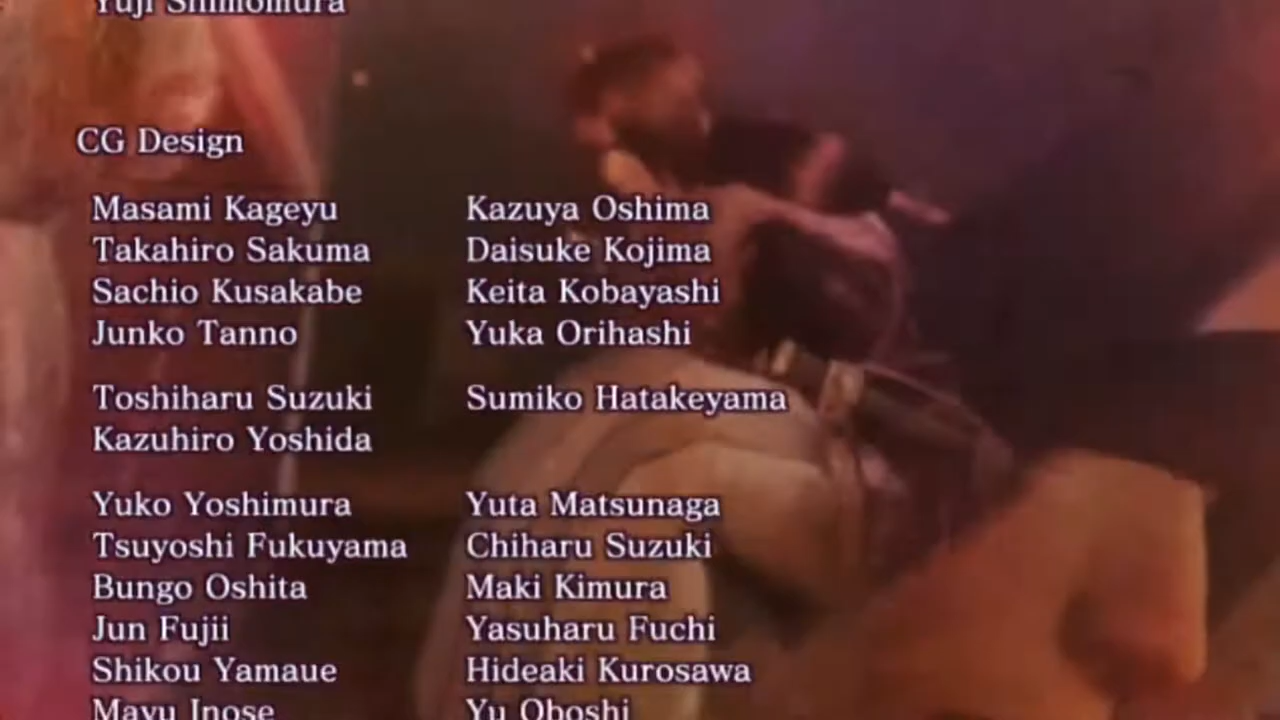 Yuji Shimomura
CG Design
Masami Kageyu Kazuya Oshima
Takahiro Sakuma Daisuke Kojima
Sachio Kusakabe Keita Kobayashi
Junko Tanno Yuka Orihashi
Toshiharu Suzuki Sumiko Hatakeyama
Kazuhiro Yoshida
Yuko Yoshimura Yuta Matsunaga
Tsuyoshi Fukuyama Chiharu Suzuki
Bungo Oshita Maki Kimura
Jun Fujii Yasuharu Fuchi
Shikou Yamaue Hideaki Kurosawa
Mayu Inose Yu Oboshi